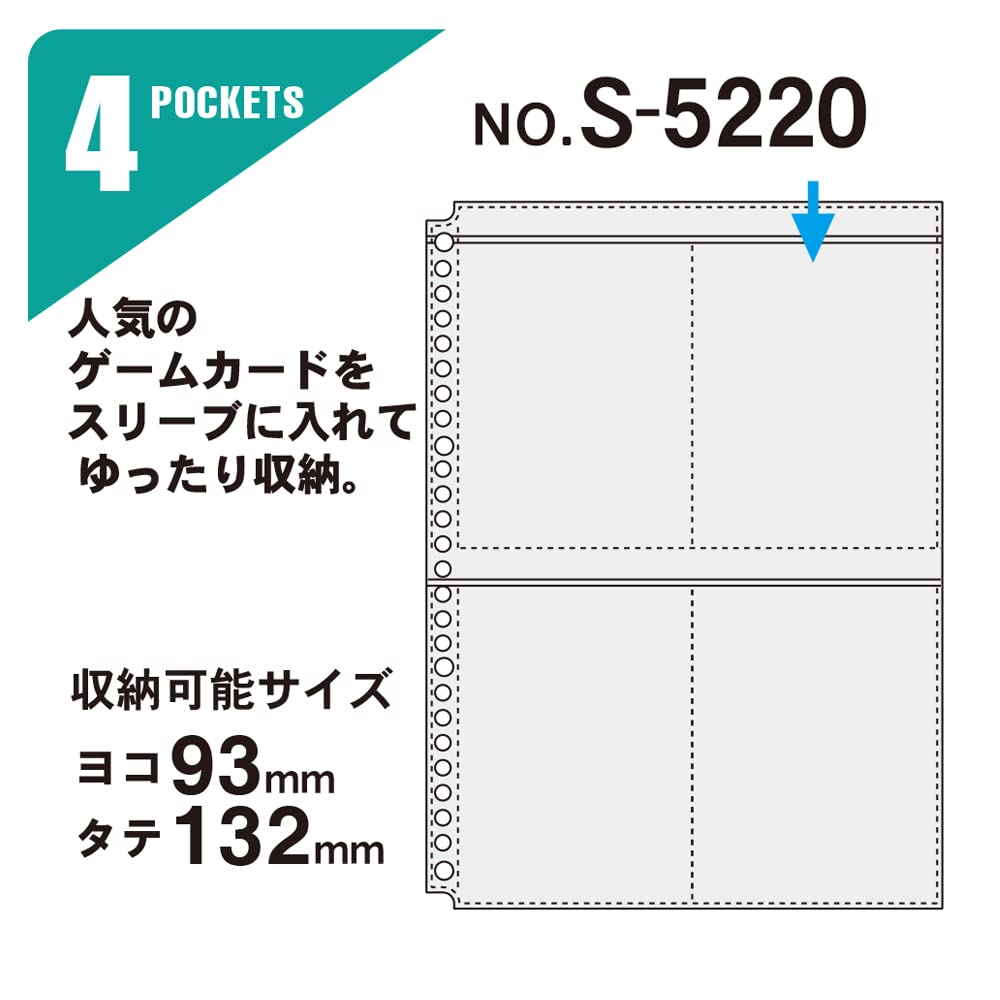 4 POCKETS
NO.S-5220
人気の
ゲームカードを
スリーブに入れて
ゆったり収納。
収納可能サイズ
ヨコ93mm
タテ132mm